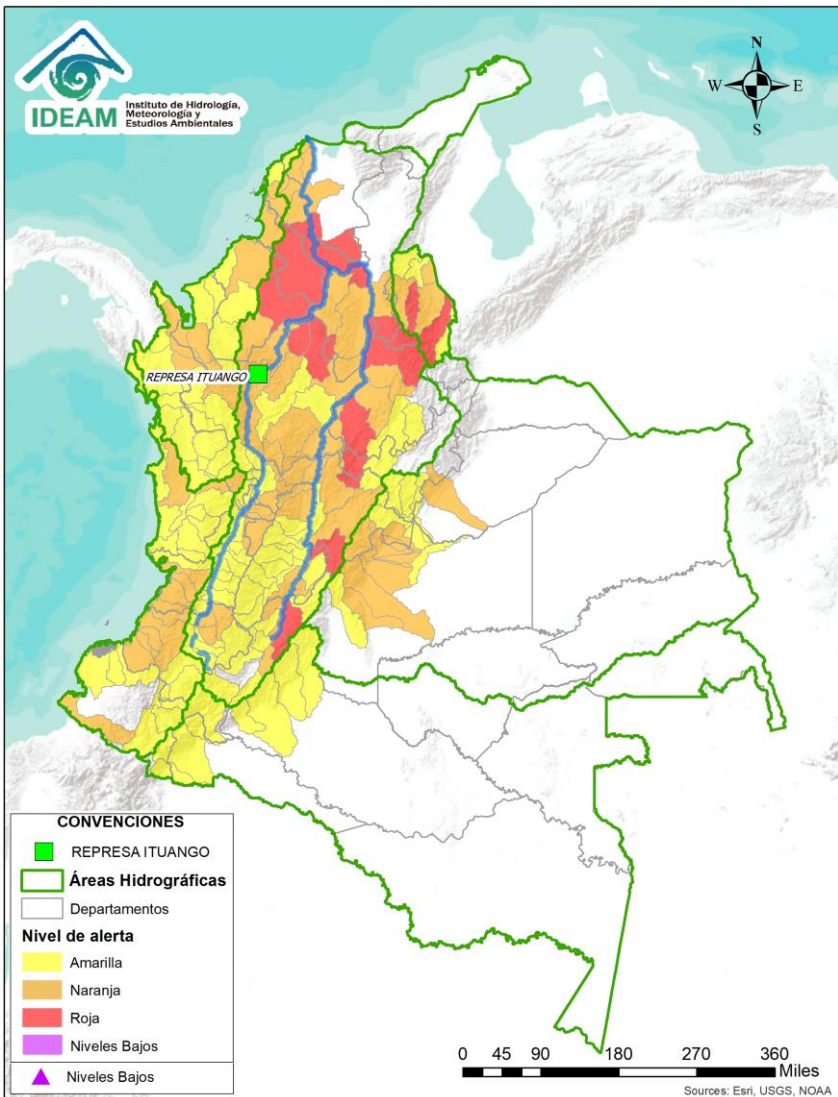 IDEAM
Instituto de Hidrología,
Meteorología y
Estudios Ambientales
N
W
E
S
REPRESA ITUANGO
CONVENCIONES
REPRESA ITUANGO
Áreas Hidrográficas
Departamentos
Nivel de alerta
Amarilla
Naranja
Roja
Niveles Bajos
Niveles Bajos
0 45 90 180 270 360
Miles
Sources: Esri, USGS, NOAA